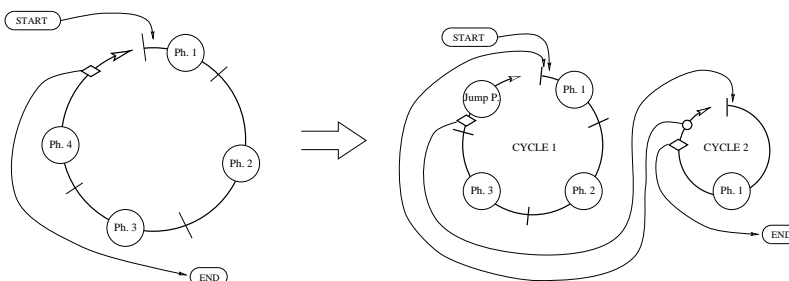 START
Ph. 1
Ph. 2
Ph. 3
Ph. 4
END
START
Jump P.
Ph. 1
CYCLE 1
Ph. 3
Ph. 2
CYCLE 2
Ph. 1
END